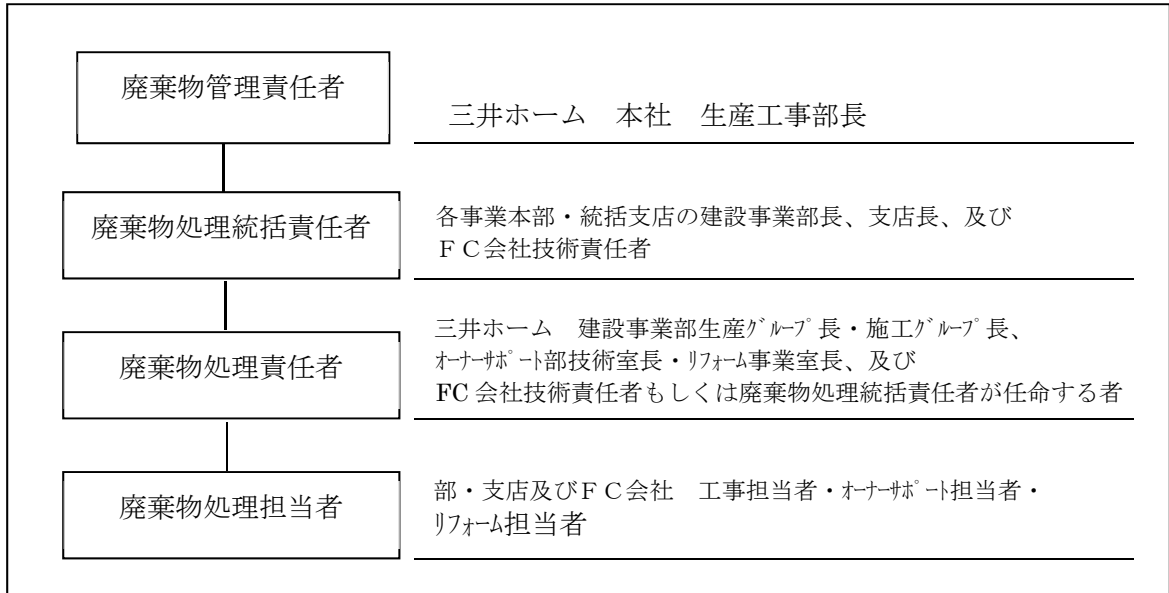 廃棄物管理責任者
三井ホーム　本社　生産工事部長
廃棄物処理統括責任者
各事業本部・統括支店の建設事業部長、支店長、及び
ＦＣ会社技術責任者
廃棄物処理責任者
三井ホーム　建設事業部生産ｸﾞﾙｰﾌﾟ長・施工ｸﾞﾙｰﾌﾟ長、
ｵｰﾅｰｻﾎﾟｰﾄ部技術室長・ﾘﾌｫｰﾑ事業室長、及び
FC会社技術責任者もしくは廃棄物処理統括責任者が任命する者
廃棄物処理担当者
部・支店及びＦＣ会社　工事担当者・ｵｰﾅｰｻﾎﾟｰﾄ担当者・
ﾘﾌｫｰﾑ担当者